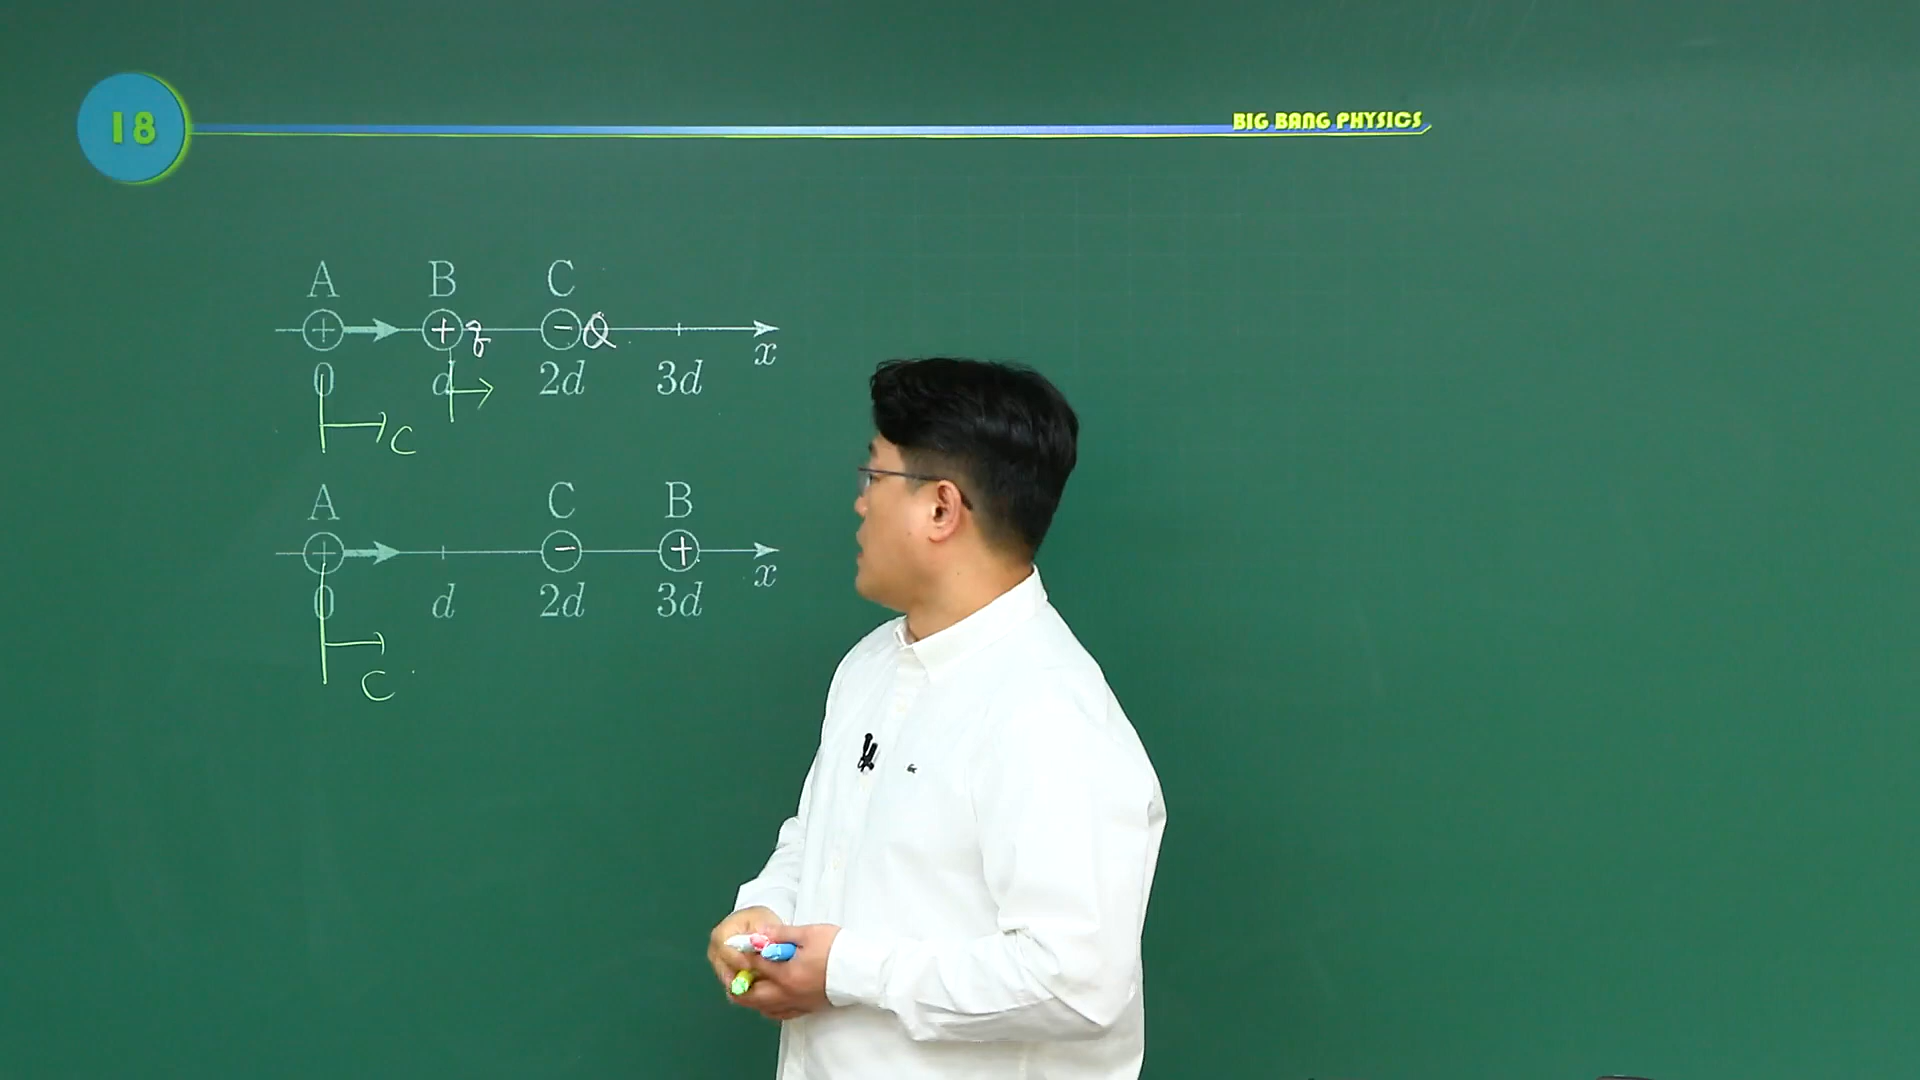 18
BIG BANG PHYSICS
A B C
+ + q - Q
0 d 2d 3d x
C
A C B
+ - +
0 d 2d 3d x
C